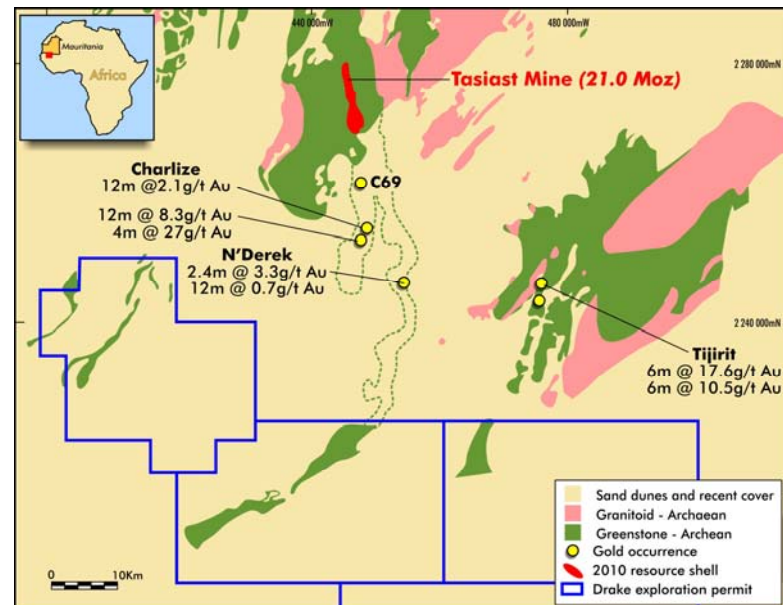 440 000mW
480 000mW
Mauritania
Africa
Tasiast Mine (21.0 Moz)
2 280 000mN
Charlize
12m @2.1g/t Au
C69
12m @ 8.3g/t Au
4m @ 27g/t Au
N'Derek
2.4m @ 3.3g/t Au
12m @ 0.7g/t Au
2 240 000mN
Tijirit
6m @ 17.6g/t Au
6m @ 10.5g/t Au
Sand dunes and recent cover
Granitoid - Archaean
Greenstone - Archean
Gold occurrence
2010 resource shell
Drake exploration permit
0 10Km